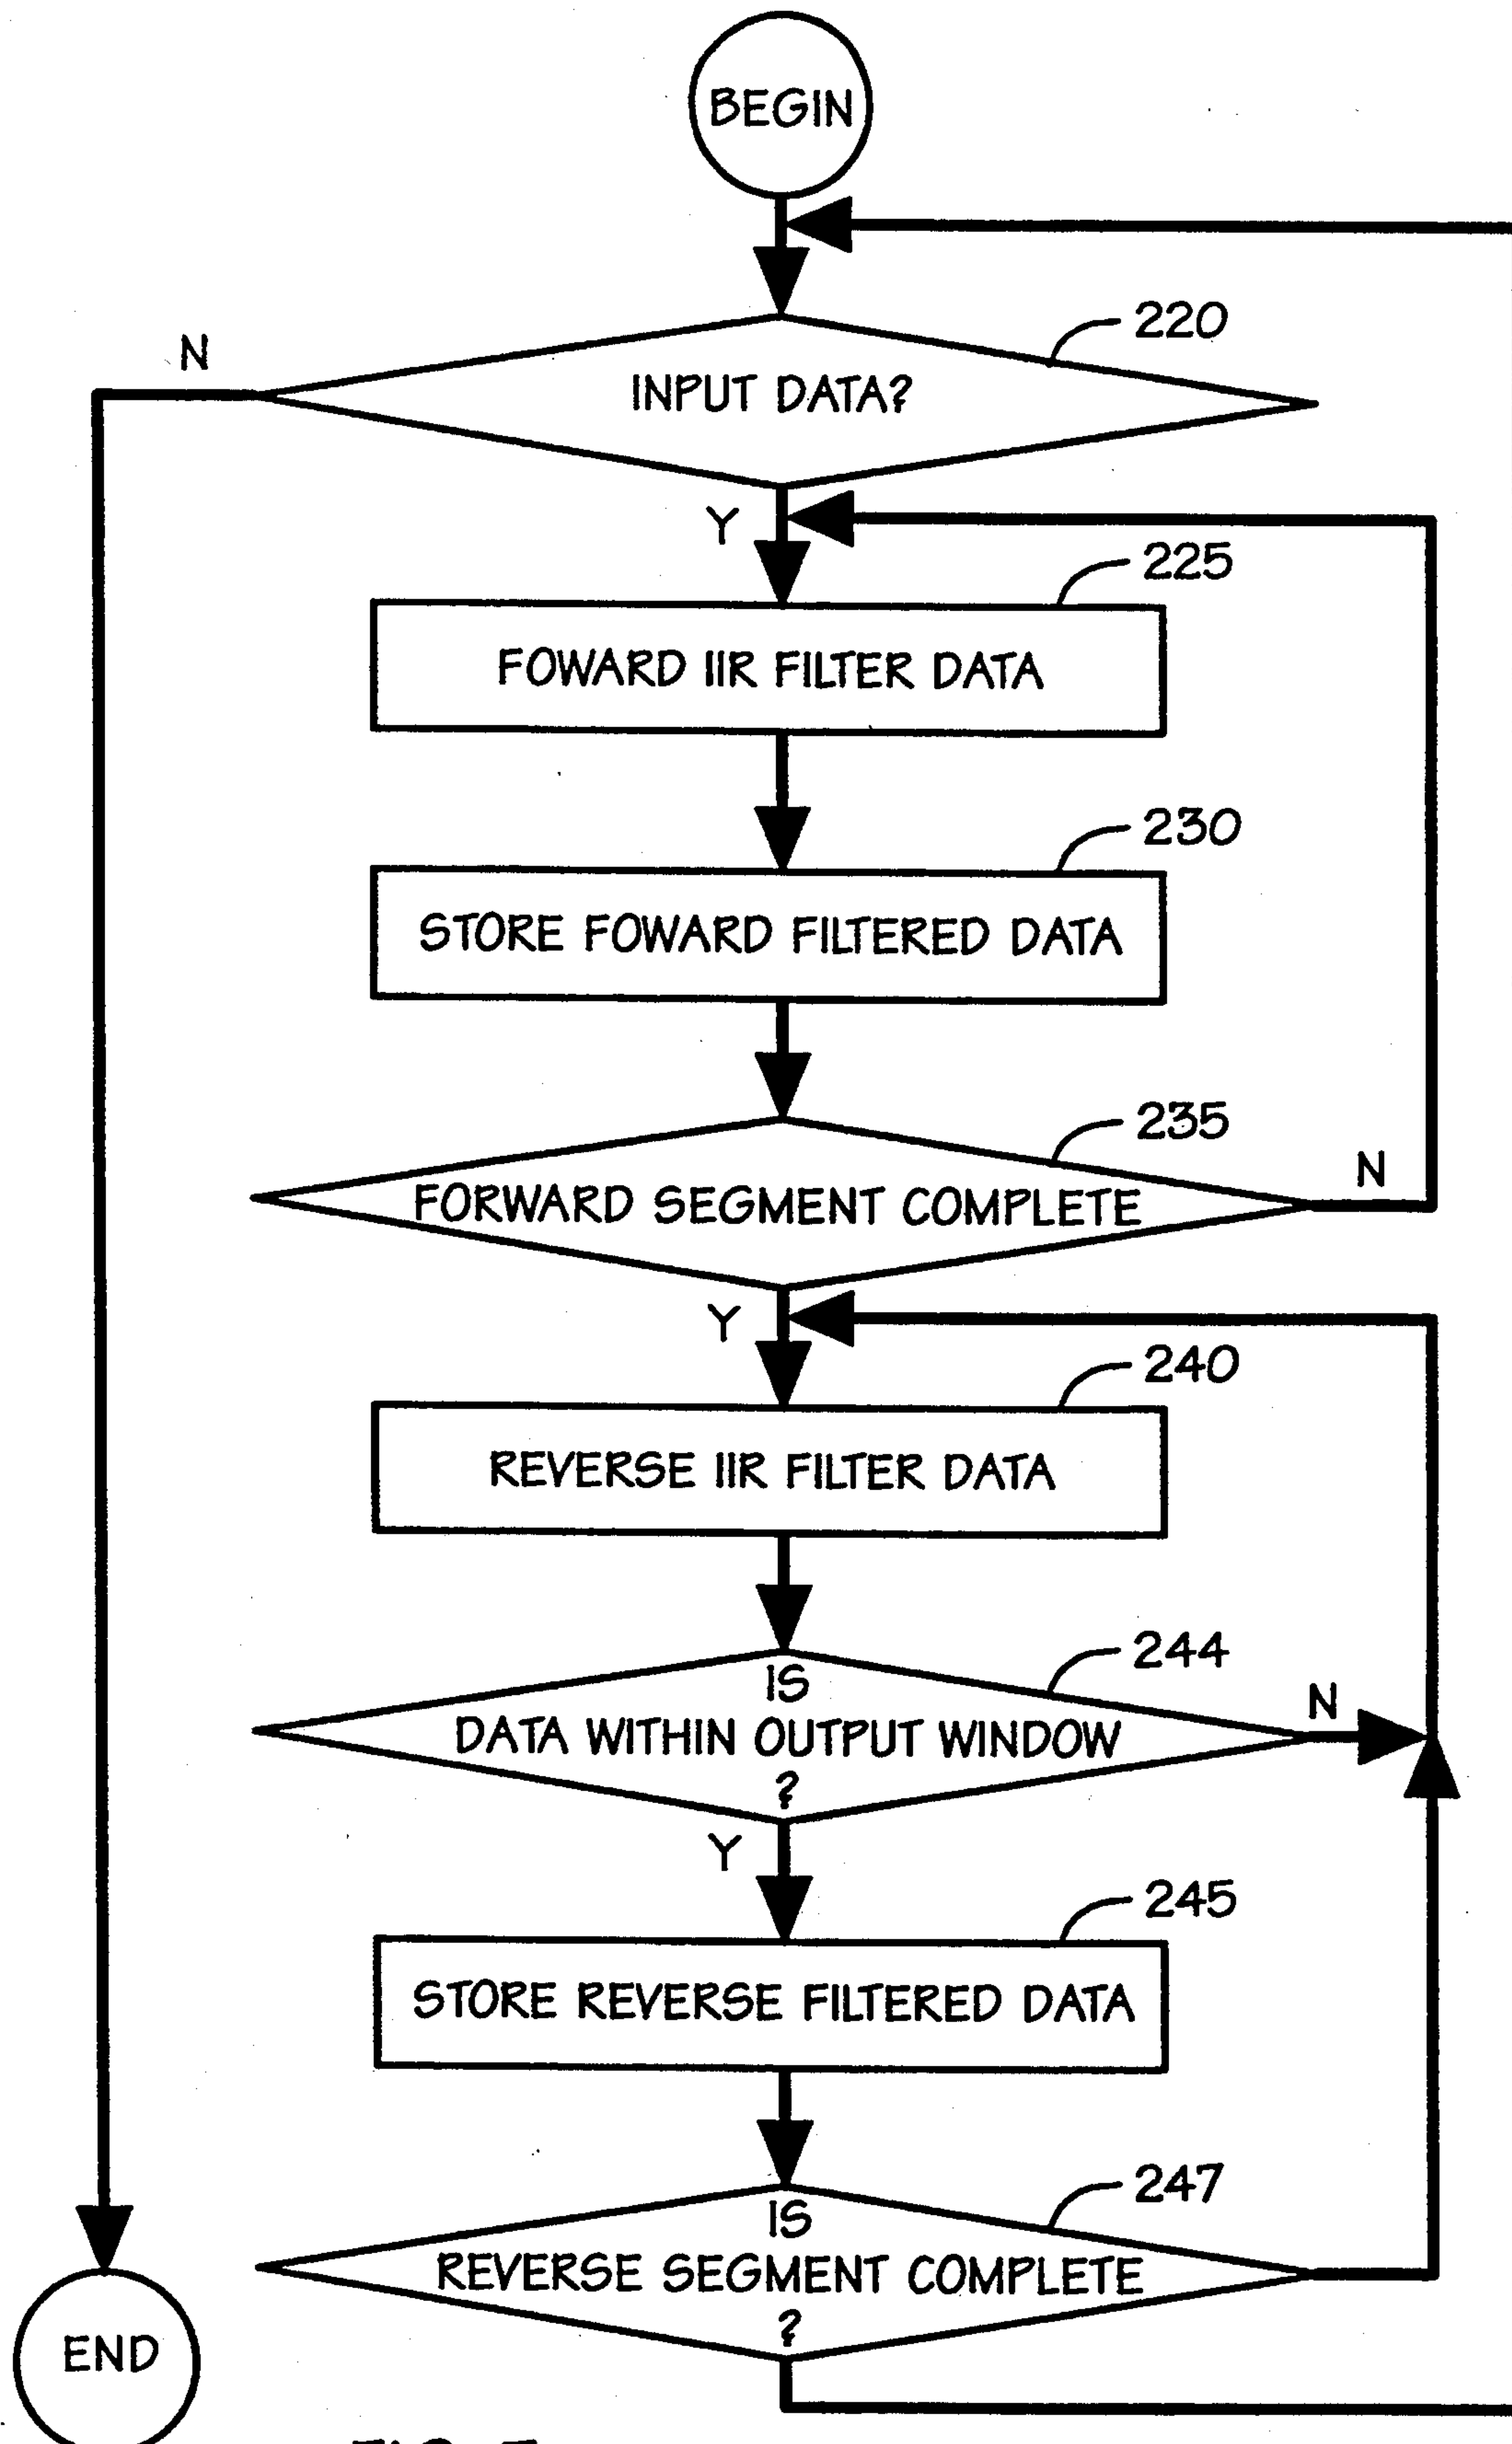 BEGIN
220
N
INPUT DATA?
Y
225
FOWARD IIR FILTER DATA
230
STORE FOWARD FILTERED DATA
235
N
FORWARD SEGMENT COMPLETE
Y
240
REVERSE IIR FILTER DATA
244
IS
N
DATA WITHIN OUTPUT WINDOW
?
Y
245
STORE REVERSE FILTERED DATA
247
IS
REVERSE SEGMENT COMPLETE
?
END